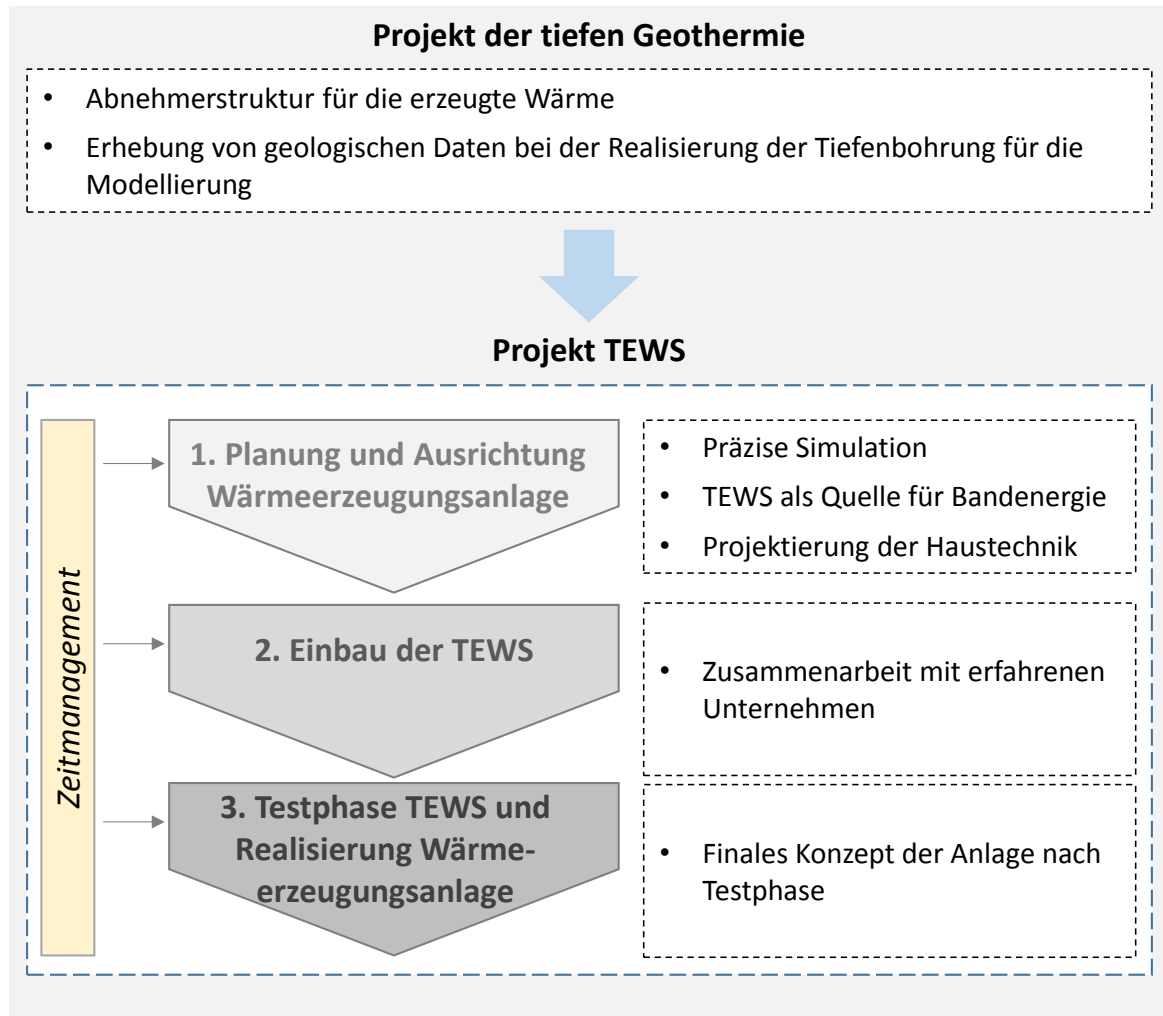 Projekt der tiefen Geothermie
• Abnehmerstruktur für die erzeugte Wärme
• Erhebung von geologischen Daten bei der Realisierung der Tiefenbohrung für die
Modellierung
Projekt TEWS
Zeitmanagement
1. Planung und Ausrichtung
Wärmeerzeugungsanlage
• Präzise Simulation
• TEWS als Quelle für Bandenergie
• Projektierung der Haustechnik
2. Einbau der TEWS
• Zusammenarbeit mit erfahrenen
Unternehmen
3. Testphase TEWS und
Realisierung Wärme-
erzeugungsanlage
• Finales Konzept der Anlage nach
Testphase